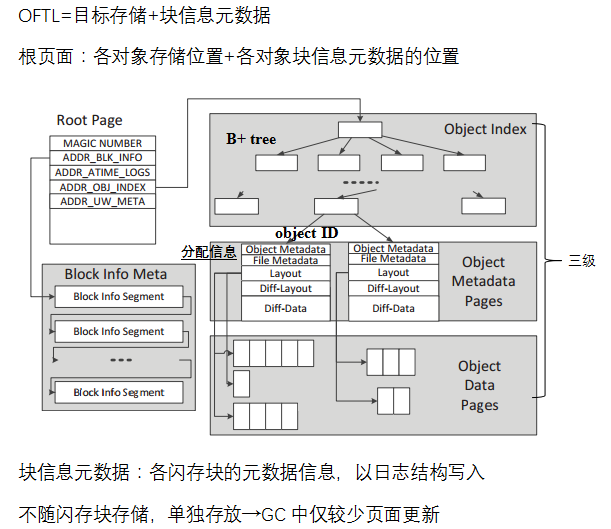 OFTL=目标存储+块信息元数据
根页面：各对象存储位置+各对象块信息元数据的位置
Root Page
MAGIC NUMBER
ADDR_BLK_INFO
ADDR_ATIME_LOGS
ADDR_OBJ_INDEX
ADDR_UW_META
B+ tree
Object Index
object ID
分配信息
Object Metadata
File Metadata
Layout
Diff-Layout
Diff-Data
Object Metadata
File Metadata
Layout
Diff-Layout
Diff-Data
Object
Metadata
Pages
三级
Block Info Meta
Block Info Segment
Block Info Segment
Block Info Segment
Object
Data
Pages
块信息元数据：各闪存块的元数据信息，以日志结构写入
不随闪存块存储，单独存放→GC 中仅较少页面更新